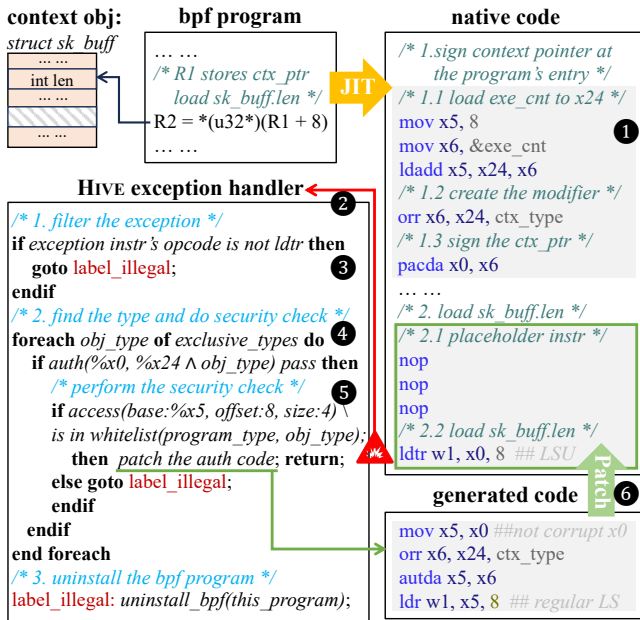 context obj:
struct sk_buff
... ...
int len
... ...
... ...
bpf program
... ...
/* R1 stores ctx_ptr
load sk_buff.len */
R2 = *(u32*)(R1 + 8)
... ...
JIT
native code
/* 1.sign context pointer at
the program's entry */
/* 1.1 load exe_cnt to x24 */
mov x5, 8
mov x6, &exe_cnt
ldadd x5, x24, x6
/* 1.2 create the modifier */
orr x6, x24, ctx_type
/* 1.3 sign the ctx_ptr */
pacda x0, x6
... ...
/* 2. load sk_buff.len */
/* 2.1 placeholder instr */
nop
nop
nop
/* 2.2 load sk_buff.len */
ldtr w1, x0, 8 ## LSU
1
HIVE exception handler
2
/* 1. filter the exception */
if exception instr's opcode is not ldtr then
goto label_illegal;
3
endif
/* 2. find the type and do security check */
foreach obj_type of exclusive_types do
4
if auth(%x0, %x24 ∧ obj_type) pass then
/* perform the security check */
5
if access(base:%x5, offset:8, size:4) \
is in whitelist(program_type, obj_type);
then patch the auth code; return;
else goto label_illegal;
endif
endif
end foreach
/* 3. uninstall the bpf program */
label_illegal: uninstall_bpf(this_program);
Patch
6
generated code
mov x5, x0 ##not corrupt x0
orr x6, x24, ctx_type
autda x5, x6
ldr w1, x5, 8 ## regular LS